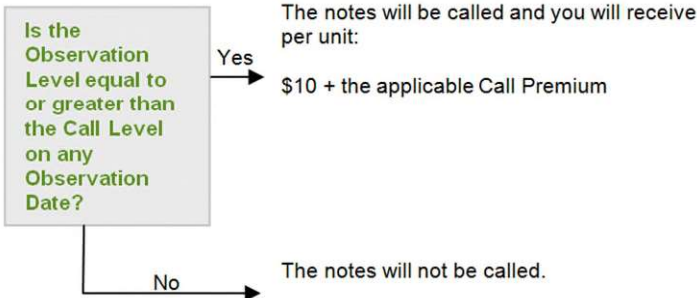 The notes will be called and you will receive
per unit:
Is the
Observation
Level equal to
or greater than
the Call Level
on any
Observation
Date?
Yes
$10 + the applicable Call Premium
No
The notes will not be called.